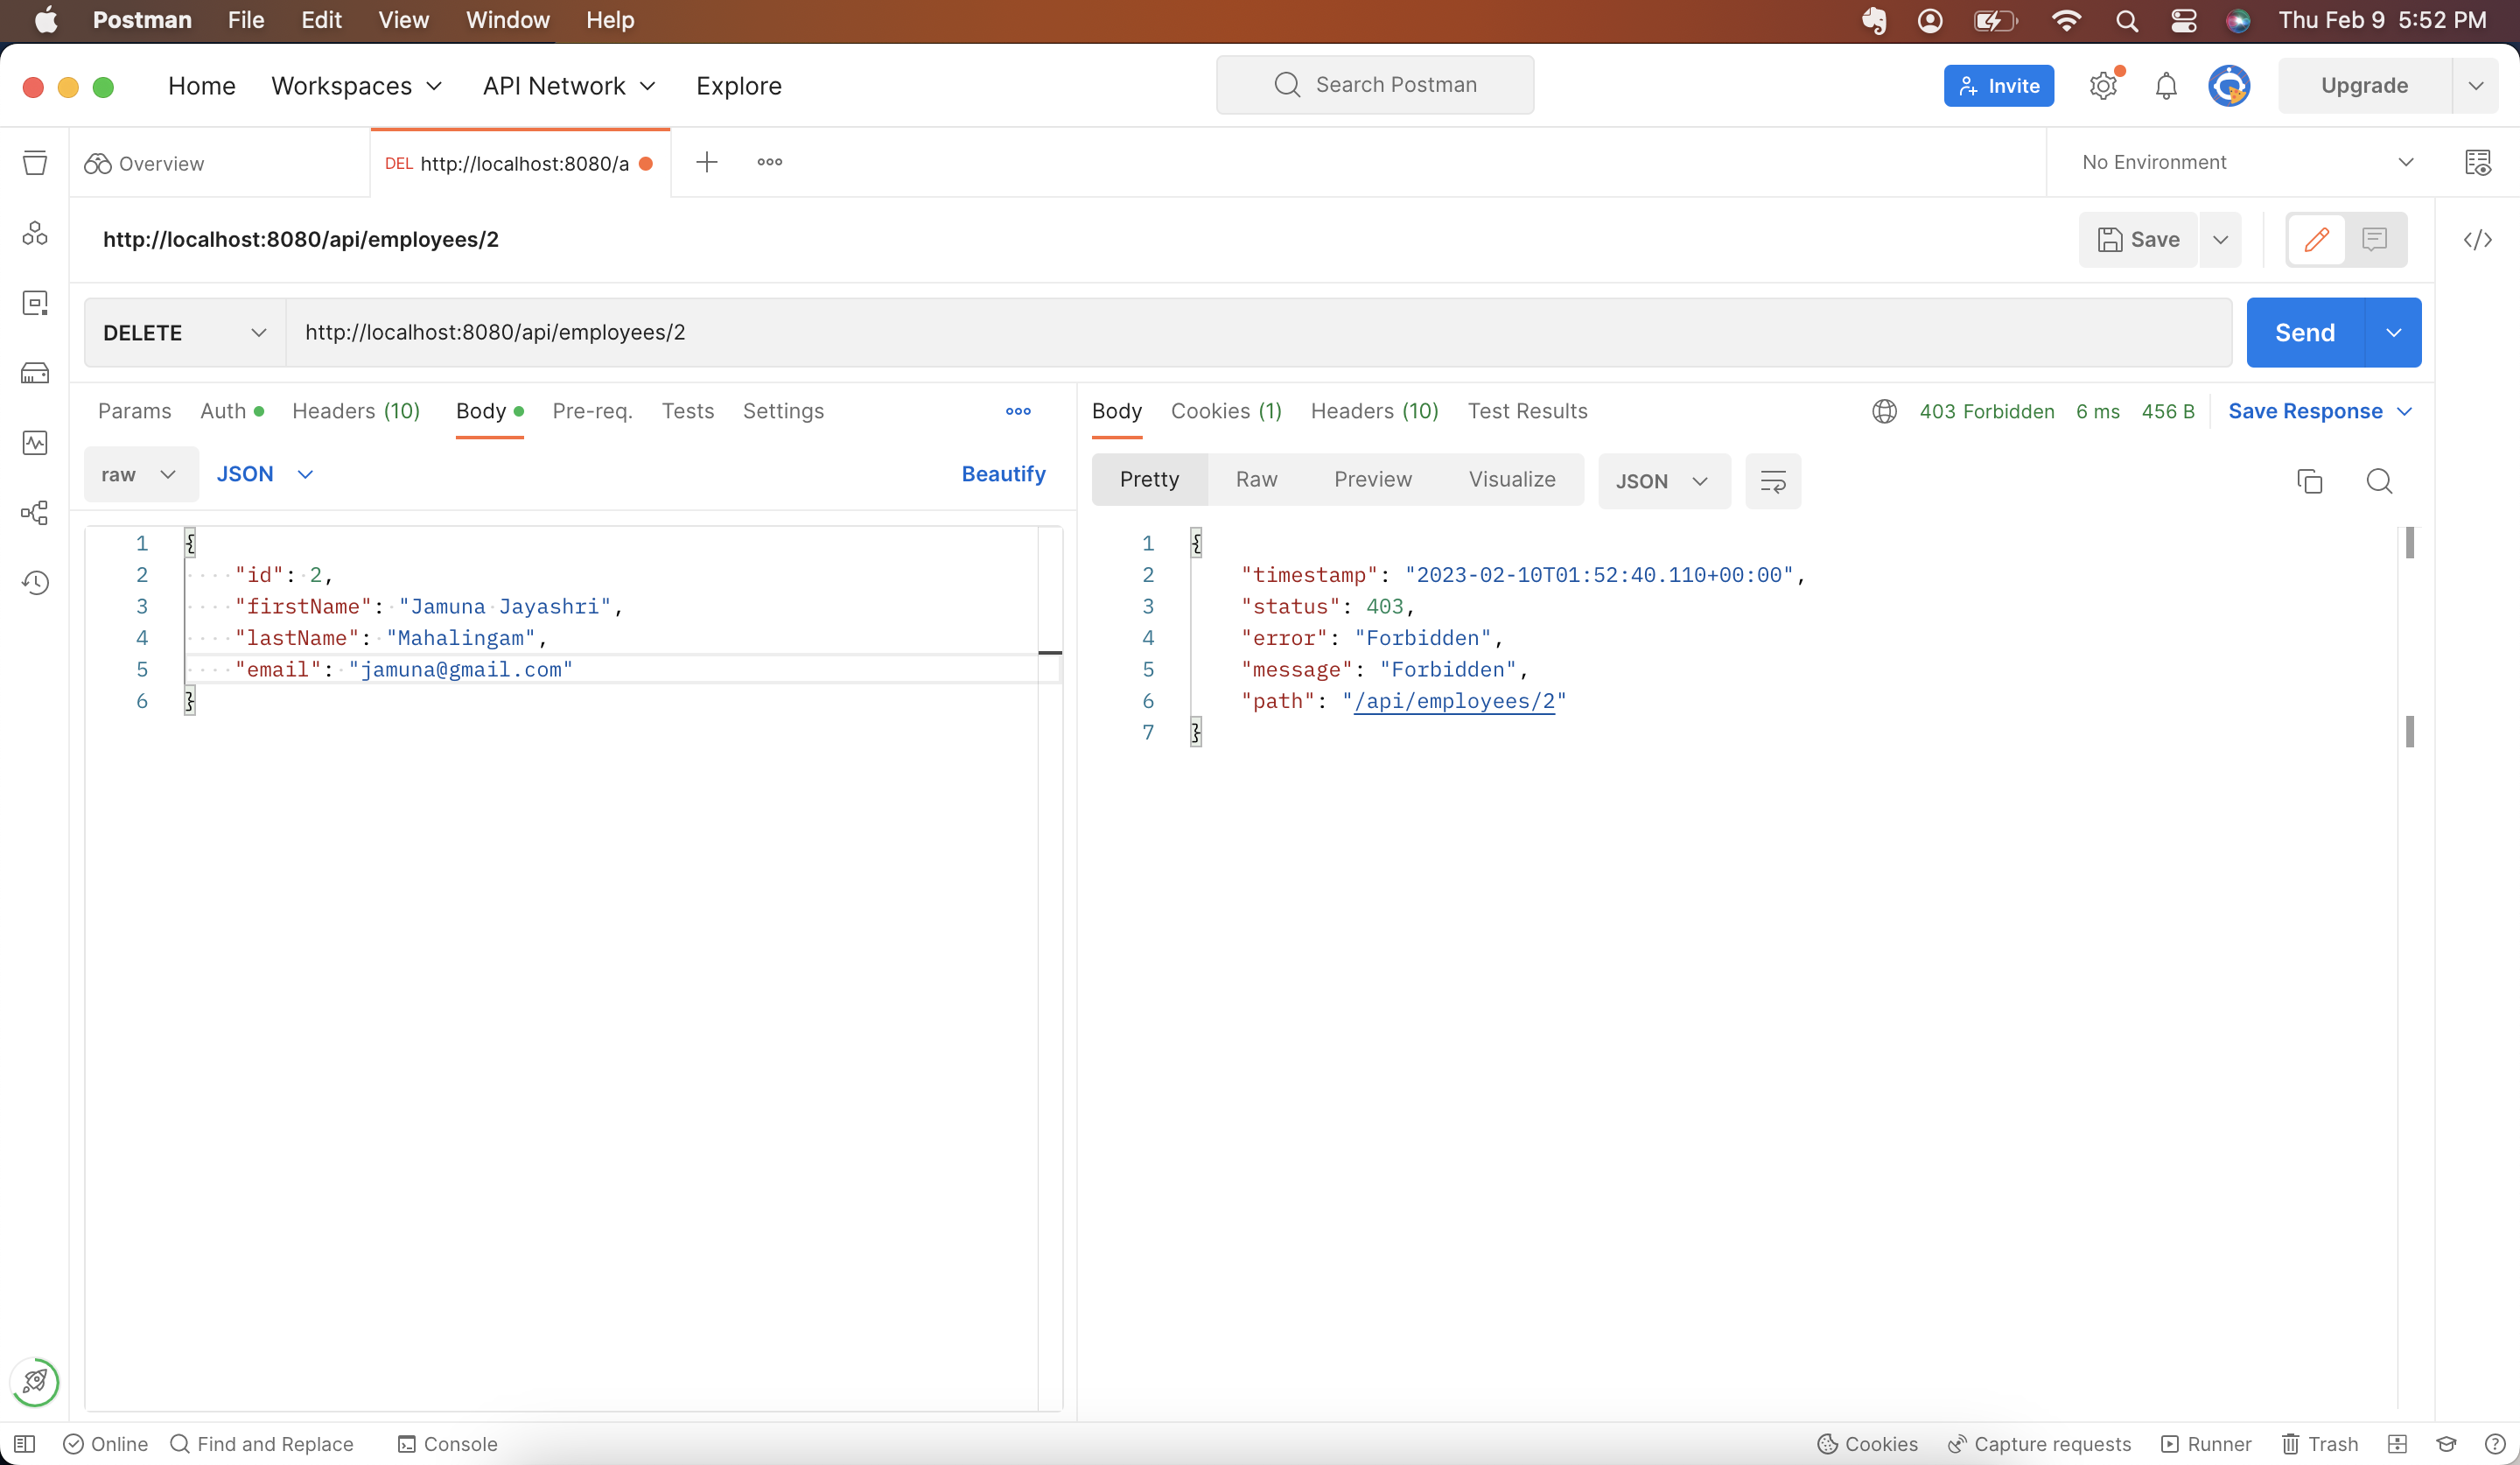 Postman File Edit View Window Help Thu Feb 9 5:52 PM
Home Workspaces API Network Explore Search Postman Invite Upgrade
Overview DEL http://localhost:8080/a No Environment
http://localhost:8080/api/employees/2 Save
DELETE http://localhost:8080/api/employees/2 Send
Params Auth Headers (10) Body Pre-req. Tests Settings
Body Cookies (1) Headers (10) Test Results 403 Forbidden 6 ms 456 B Save Response
raw JSON Beautify
Pretty Raw Preview Visualize JSON
1 {
2 "id": 2,
3 "firstName": "Jamuna Jayashri",
4 "lastName": "Mahalingam",
5 "email": "jamuna@gmail.com"
6 }
1 {
2 "timestamp": "2023-02-10T01:52:40.110+00:00",
3 "status": 403,
4 "error": "Forbidden",
5 "message": "Forbidden",
6 "path": "/api/employees/2"
7 }
Online Find and Replace Console Cookies Capture requests Runner Trash